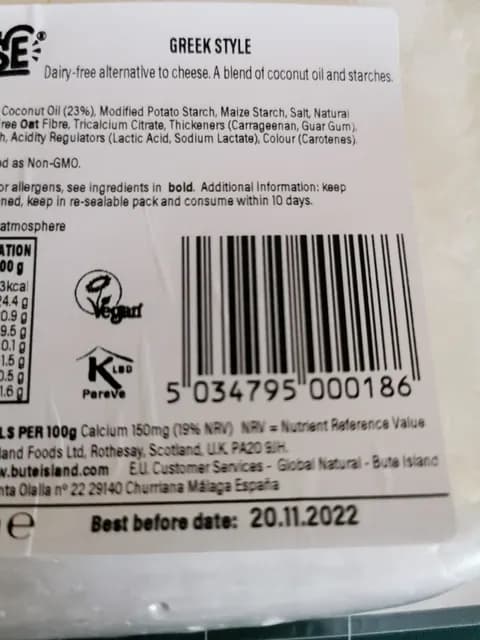 GREEK STYLE
Dairy-free alternative to cheese. A blend of coconut oil and starches.
Coconut Oil (23%), Modified Potato Starch, Maize Starch, Salt, Natural
ree Oat Fibre, Tricalcium Citrate, Thickeners (Carrageenan, Guar Gum),
h, Acidity Regulators (Lactic Acid, Sodium Lactate), Colour (Carotenes).
ed as Non-GMO.
or allergens, see ingredients in bold. Additional Information: keep
ned, keep in re-sealable pack and consume within 10 days.
atmosphere
ATION
00 g
3kcal
24.4 g
0.9 g
9.5 g
0.1 g
1.5 g
0.5 g
1.6 g
Vegan
K LBD
Pareve
5 034795 000186
LS PER 100g Calcium 150mg (19% NRV) NRV = Nutrient Reference Value
land Foods Ltd, Rothesay, Scotland, U.K. PA20 9JH.
w.buteisland.com E.U. Customer Services - Global Natural - Bute Island
nta Olalla nº 22 29140 Churriana Málaga España
e Best before date: 20.11.2022